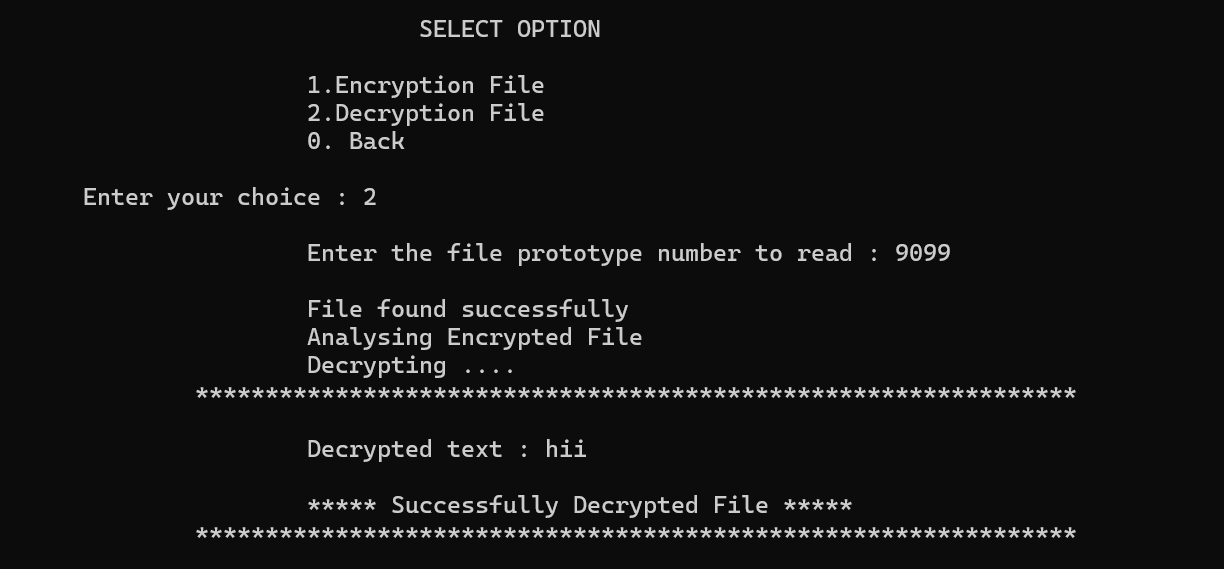 SELECT OPTION
1.Encryption File
2.Decryption File
0. Back
Enter your choice : 2
Enter the file prototype number to read : 9099
File found successfully
Analysing Encrypted File
Decrypting ....
***************************************************************
Decrypted text : hii
***** Successfully Decrypted File *****
***************************************************************